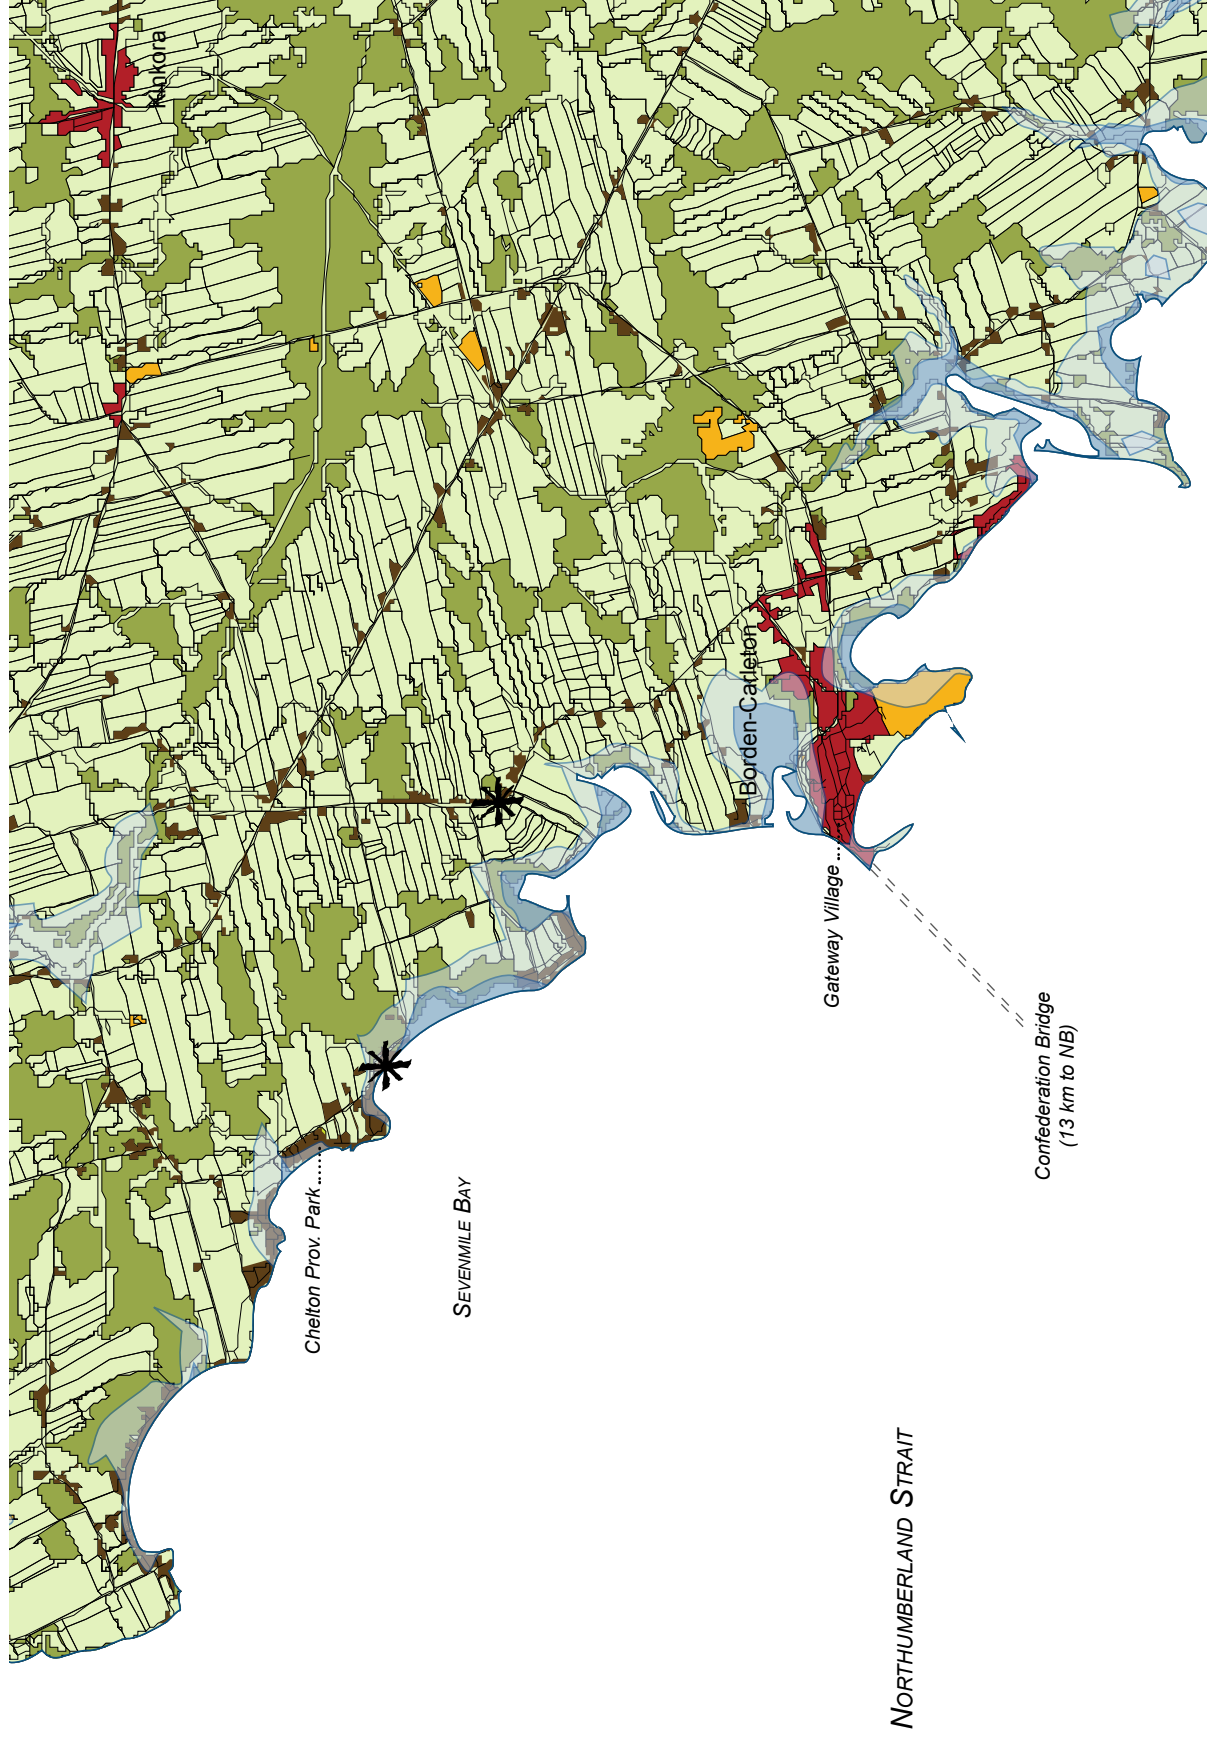 Kinkora
Borden-Carleton
Gateway Village
Chelton Prov. Park
SEVENMILE BAY
Confederation Bridge
(13 km to NB)
NORTHUMBERLAND STRAIT